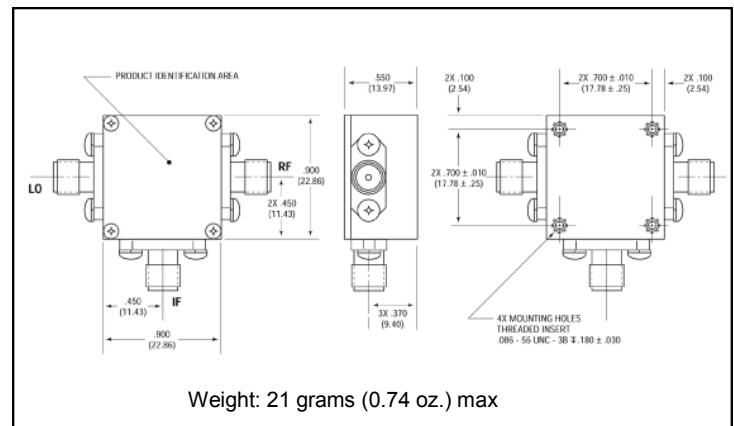 PRODUCT IDENTIFICATION AREA
LO
RF
2X .450
(11.43)
.900
(22.86)
.450
(11.43)
IF
.900
(22.86)
.550
(13.97)
3X .370
(9.40)
2X .100
(2.54)
2X .700 ± .010
(17.78 ± .25)
2X .100
(2.54)
2X .700 ± .010
(17.78 ± .25)
4X MOUNTING HOLES
THREADED INSERT
.086 - 56 UNC - 3B ↧.180 ± .030
Weight: 21 grams (0.74 oz.) max